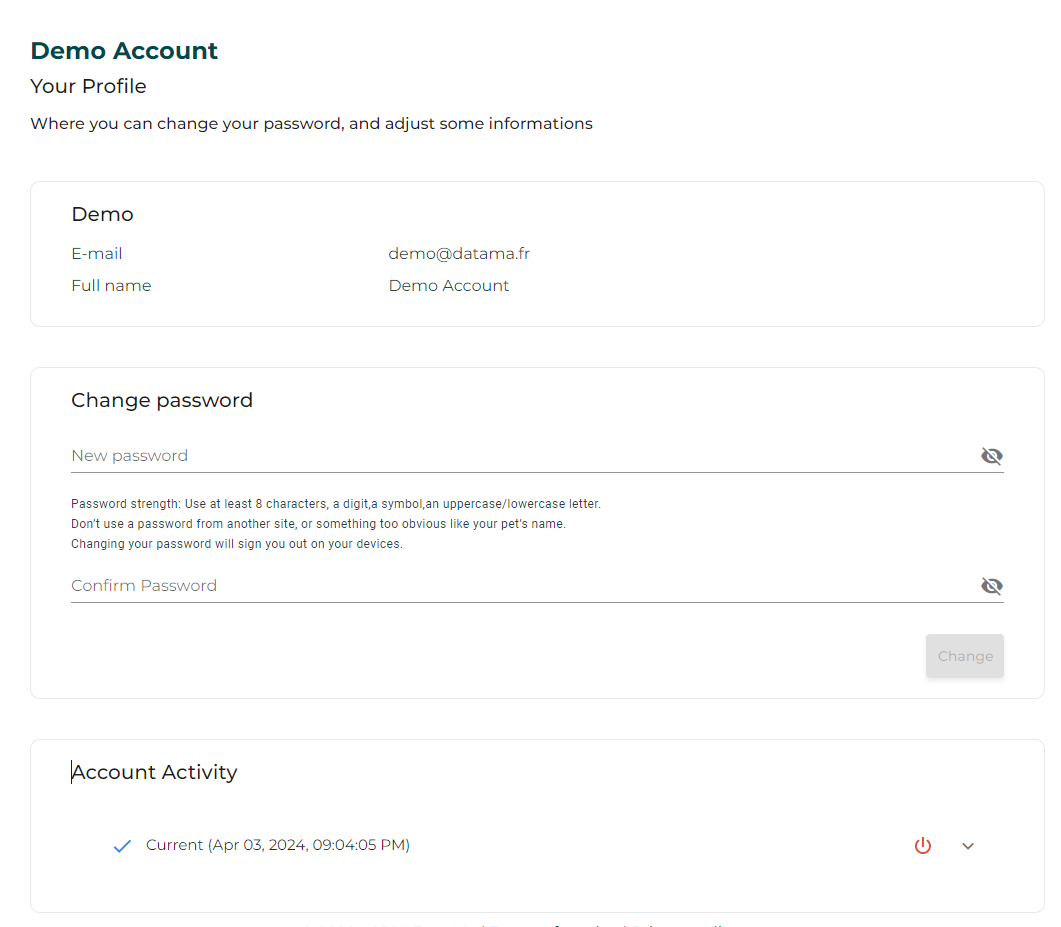 Demo Account
Your Profile
Where you can change your password, and adjust some informations
Demo
E-mail demo@datama.fr
Full name Demo Account
Change password
New password
Password strength: Use at least 8 characters, a digit,a symbol,an uppercase/lowercase letter.
Don't use a password from another site, or something too obvious like your pet's name.
Changing your password will sign you out on your devices.
Confirm Password
Change
Account Activity
Current (Apr 03, 2024, 09:04:05 PM)